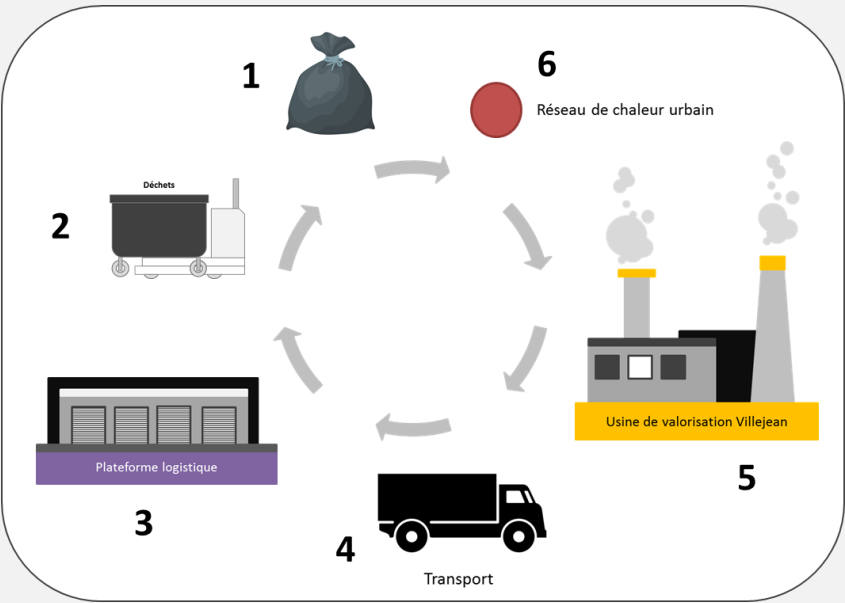 1
6
Réseau de chaleur urbain
Déchets
2
Usine de valorisation Villejean
Plateforme logistique
5
3
4
Transport